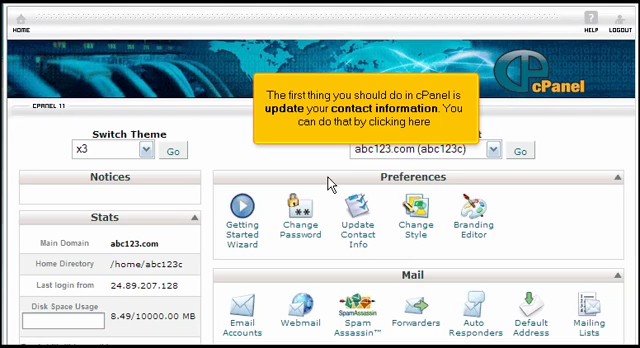 HOME
HELP
LOGOUT
cPanel
CPANEL 11
The first thing you should do in cPanel is
update your contact information. You
can do that by clicking here
Switch Theme
x3
Go
abc123.com (abc123c)
Go
Notices
Stats
Main Domain abc123.com
Home Directory /home/abc123c
Last login from 24.89.207.128
Disk Space Usage
8.49/10000.00 MB
Preferences
Getting Started Wizard
Change Password
Update Contact Info
Change Style
Branding Editor
Mail
Email Accounts
Webmail
SpamAssassin
Spam Assassin™
Forwarders
Auto Responders
Default Address
Mailing Lists